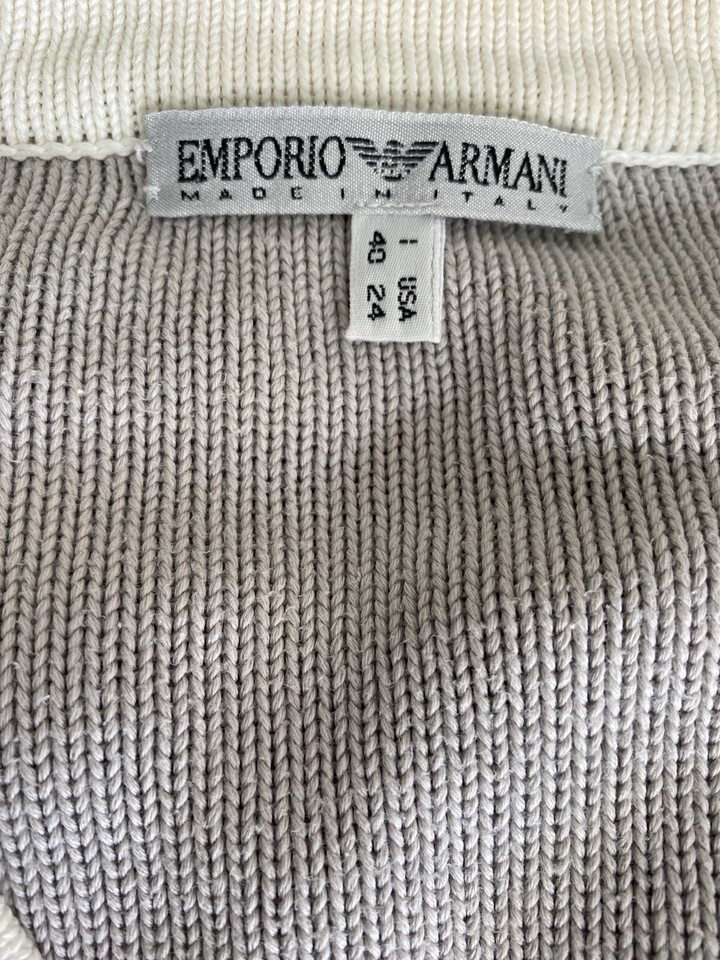 EMPORIO ARMANI
MADE IN ITALY
I USA
40 24